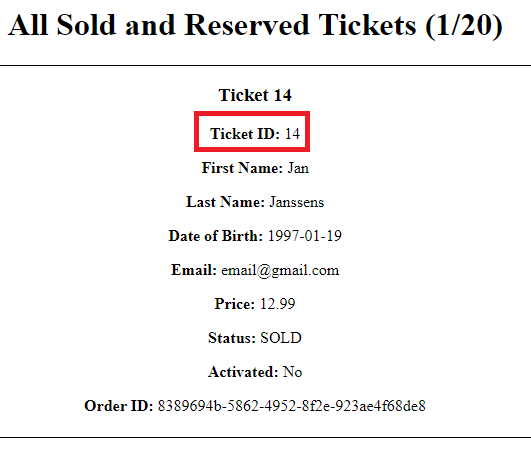 All Sold and Reserved Tickets (1/20)
Ticket 14
Ticket ID: 14
First Name: Jan
Last Name: Janssens
Date of Birth: 1997-01-19
Email: email@gmail.com
Price: 12.99
Status: SOLD
Activated: No
Order ID: 8389694b-5862-4952-8f2e-923ae4f68de8